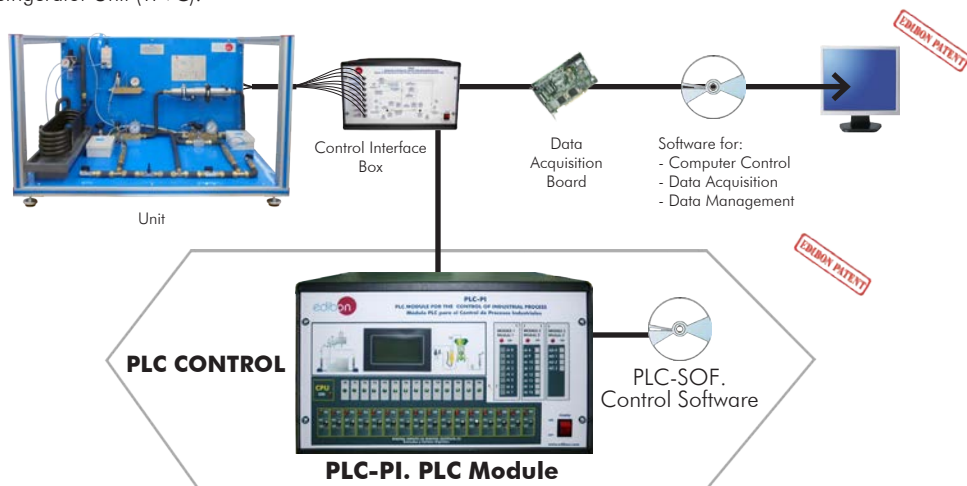 EDIBON PATENT
Control Interface
Box
Data
Acquisition
Board
Software for:
- Computer Control
- Data Acquisition
- Data Management
Unit
EDIBON PATENT
PLC CONTROL
edibon
PLC-PI
PLC MODULE FOR THE CONTROL OF INDUSTRIAL PROCESS
Módulo PLC para el Control de Procesos Industriales
CPU
POWER
PLC-SOF.
Control Software
PLC-PI. PLC Module